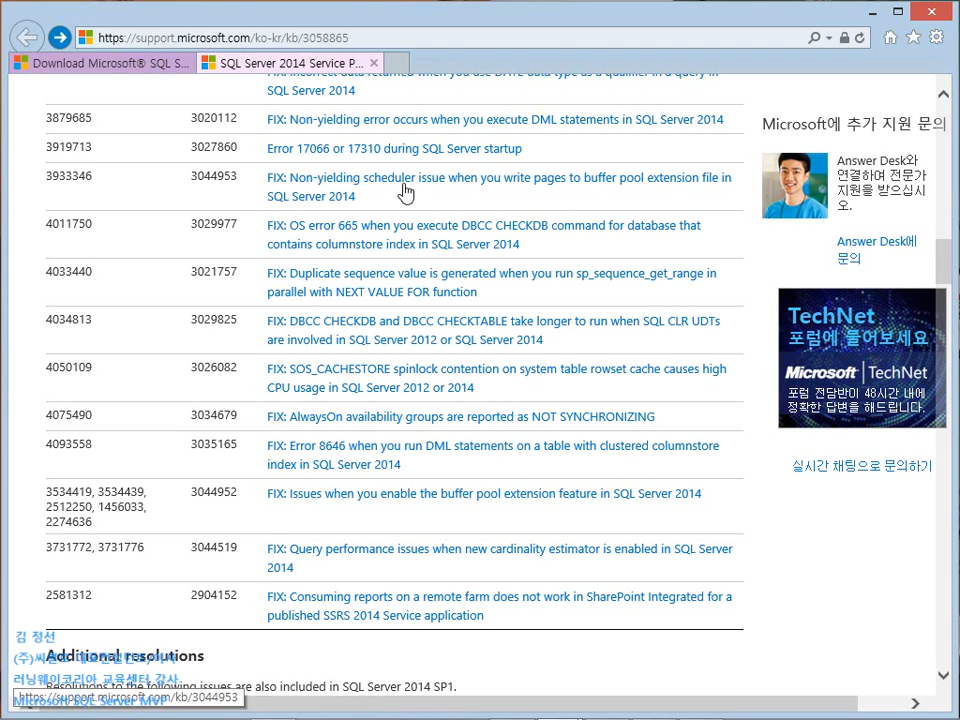 https://support.microsoft.com/ko-kr/kb/3058865
Download Microsoft® SQL S...
SQL Server 2014 Service P...
SQL Server 2014
3879685 3020112 FIX: Non-yielding error occurs when you execute DML statements in SQL Server 2014
3919713 3027860 Error 17066 or 17310 during SQL Server startup
3933346 3044953 FIX: Non-yielding scheduler issue when you write pages to buffer pool extension file in
SQL Server 2014
4011750 3029977 FIX: OS error 665 when you execute DBCC CHECKDB command for database that
contains columnstore index in SQL Server 2014
4033440 3021757 FIX: Duplicate sequence value is generated when you run sp_sequence_get_range in
parallel with NEXT VALUE FOR function
4034813 3029825 FIX: DBCC CHECKDB and DBCC CHECKTABLE take longer to run when SQL CLR UDTs
are involved in SQL Server 2012 or SQL Server 2014
4050109 3026082 FIX: SOS_CACHESTORE spinlock contention on system table rowset cache causes high
CPU usage in SQL Server 2012 or 2014
4075490 3034679 FIX: AlwaysOn availability groups are reported as NOT SYNCHRONIZING
4093558 3035165 FIX: Error 8646 when you run DML statements on a table with clustered columnstore
index in SQL Server 2014
3534419, 3534439, 3044952 FIX: Issues when you enable the buffer pool extension feature in SQL Server 2014
2512250, 1456033,
2274636
3731772, 3731776 3044519 FIX: Query performance issues when new cardinality estimator is enabled in SQL Server
2014
2581312 2904152 FIX: Consuming reports on a remote farm does not work in SharePoint Integrated for a
published SSRS 2014 Service application
Additional resolutions
Resolutions to the following issues are also included in SQL Server 2014 SP1.
Microsoft에 추가 지원 문의
Answer Desk와
연결하여 전문가
지원을 받으십시
오.
Answer Desk에
문의
TechNet
포럼에 물어보세요
Microsoft | TechNet
포럼 전담반이 48시간 내에
정확한 답변을 해드립니다.
실시간 채팅으로 문의하기
김 정선
러닝웨이코리아 교육센터 강사
https://support.microsoft.com/kb/3044953
Microsoft SQL Server MVP